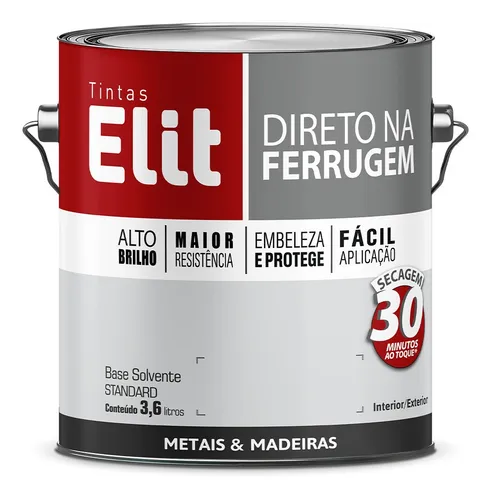 Tintas
Elit
DIRETO NA
FERRUGEM
ALTO
BRILHO
MAIOR
RESISTÊNCIA
EMBELEZA
E PROTEGE
FÁCIL
APLICAÇÃO
SECAGEM
30
MINUTOS
AO TOQUE*
Base Solvente
STANDARD
Conteúdo 3,6 litros
Interior/Exterior
METAIS & MADEIRAS